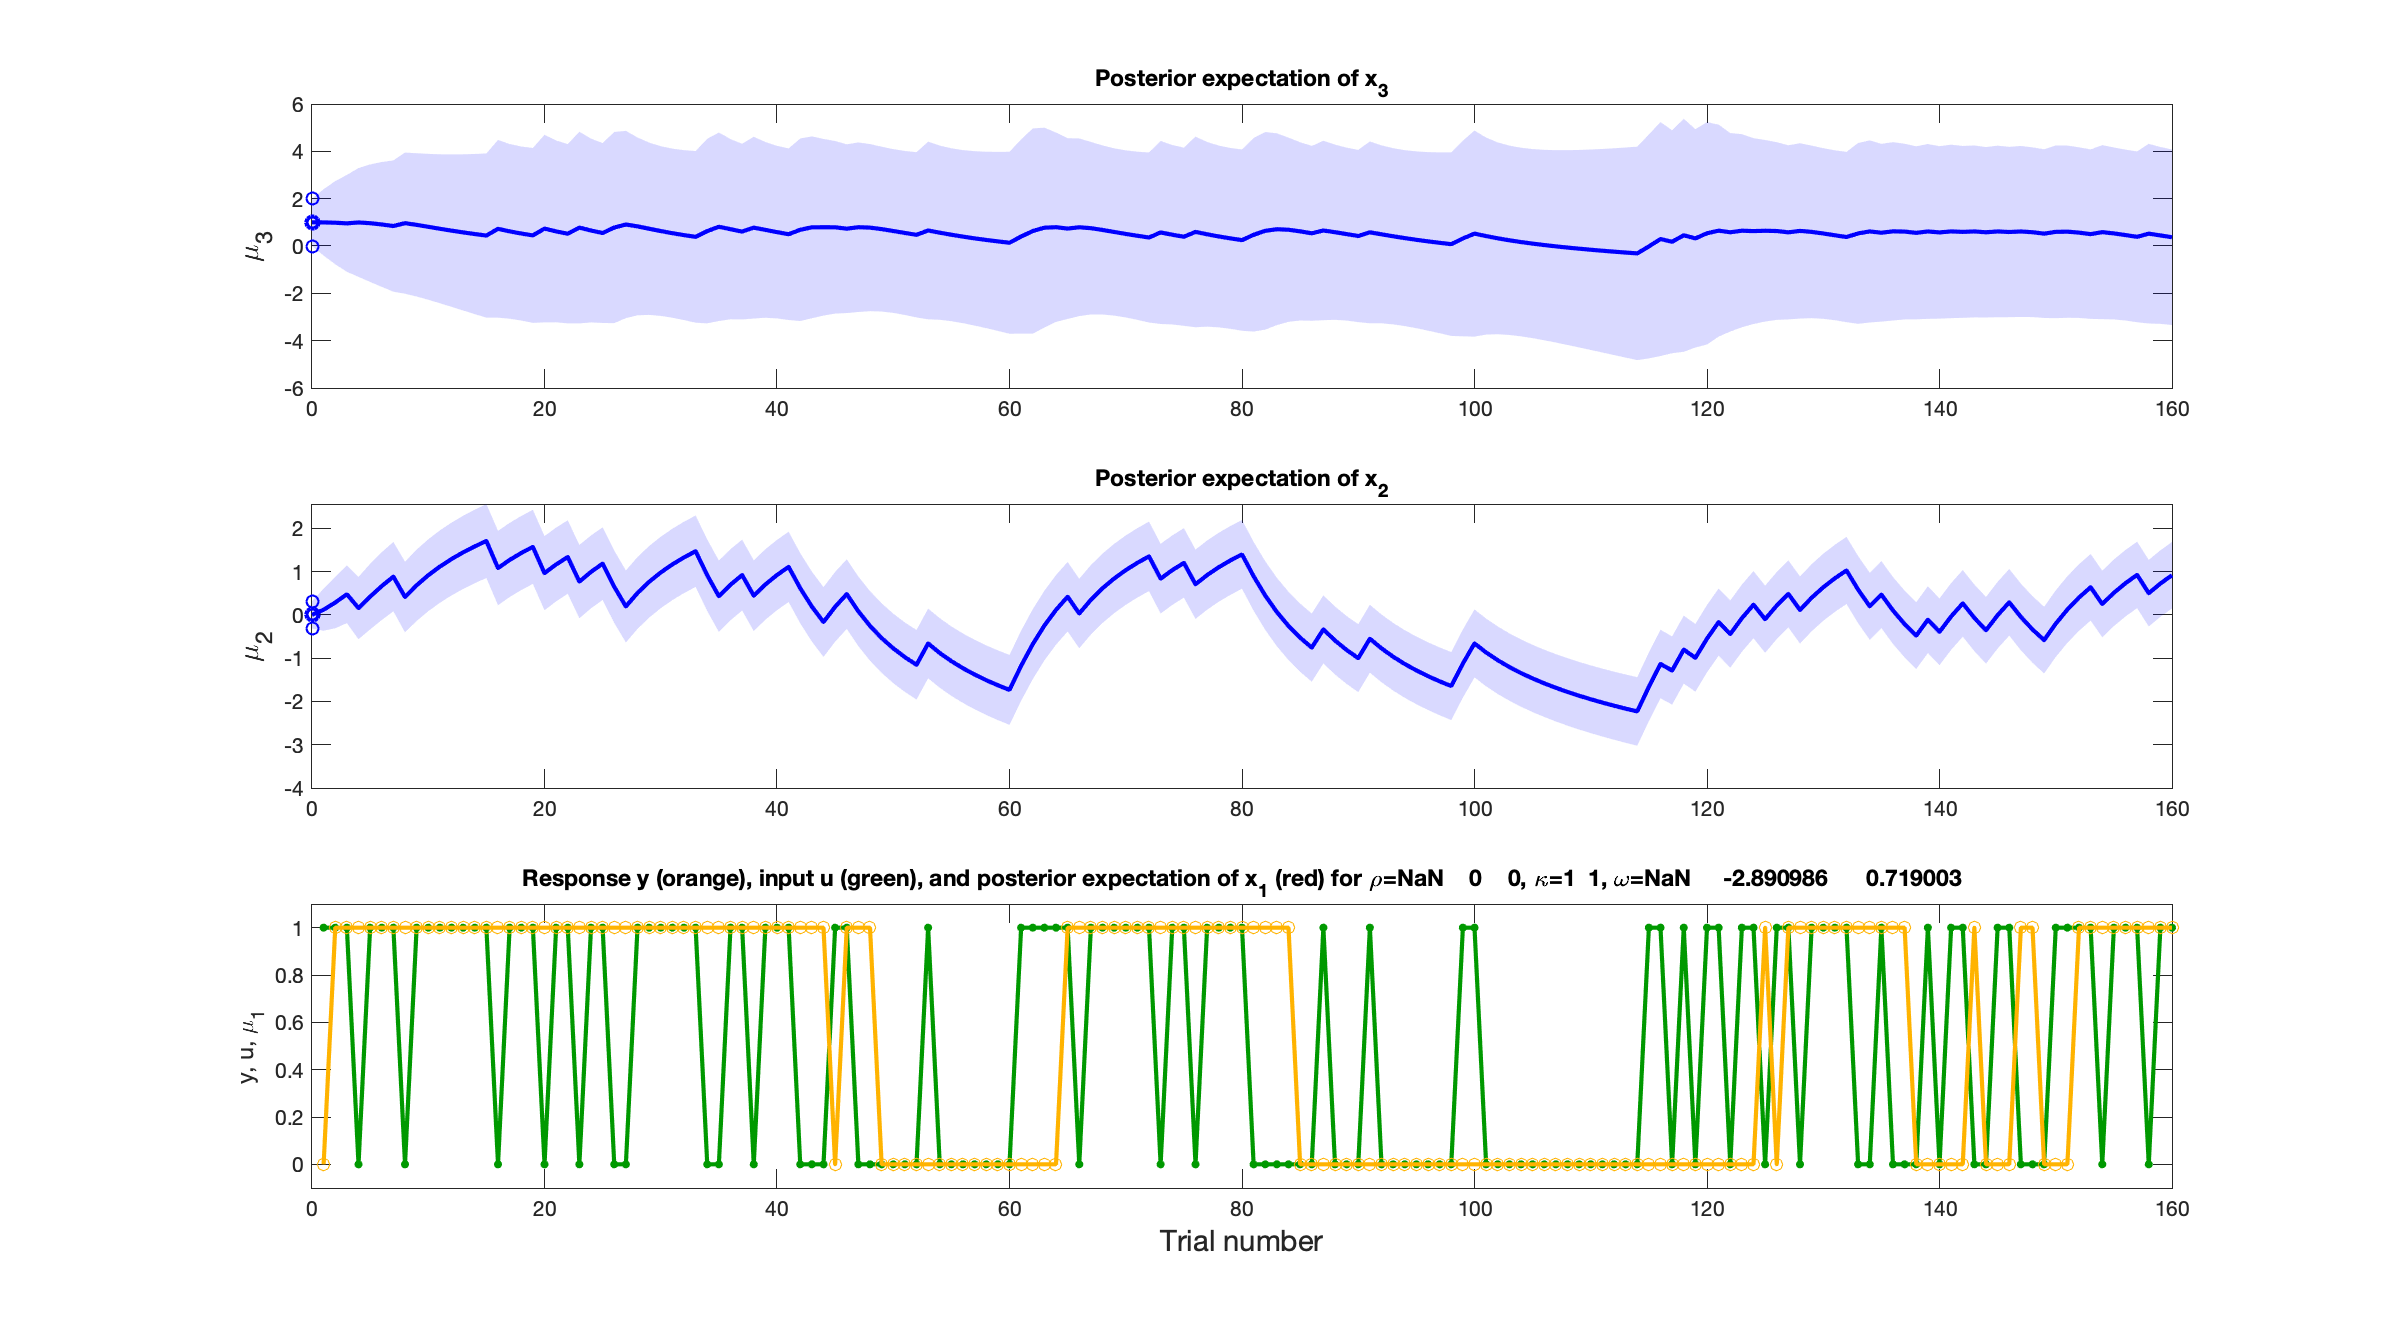 Posterior expectation of x3
6
4
2
0
-2
-4
-6
μ3
0 20 40 60 80 100 120 140 160
Posterior expectation of x2
2
1
0
-1
-2
-3
-4
μ2
0 20 40 60 80 100 120 140 160
Response y (orange), input u (green), and posterior expectation of x1 (red) for ρ=NaN 0 0, κ=1 1, ω=NaN -2.890986 0.719003
1
0.8
0.6
0.4
0.2
0
y, u, μ1
0 20 40 60 80 100 120 140 160
Trial number